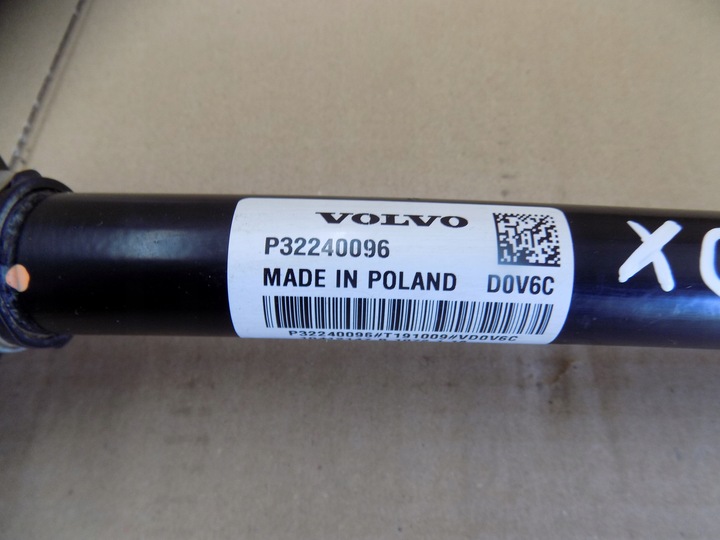 VOLVO
P32240096
MADE IN POLAND D0V6C
P32240096#T191009#VD0V6C
X